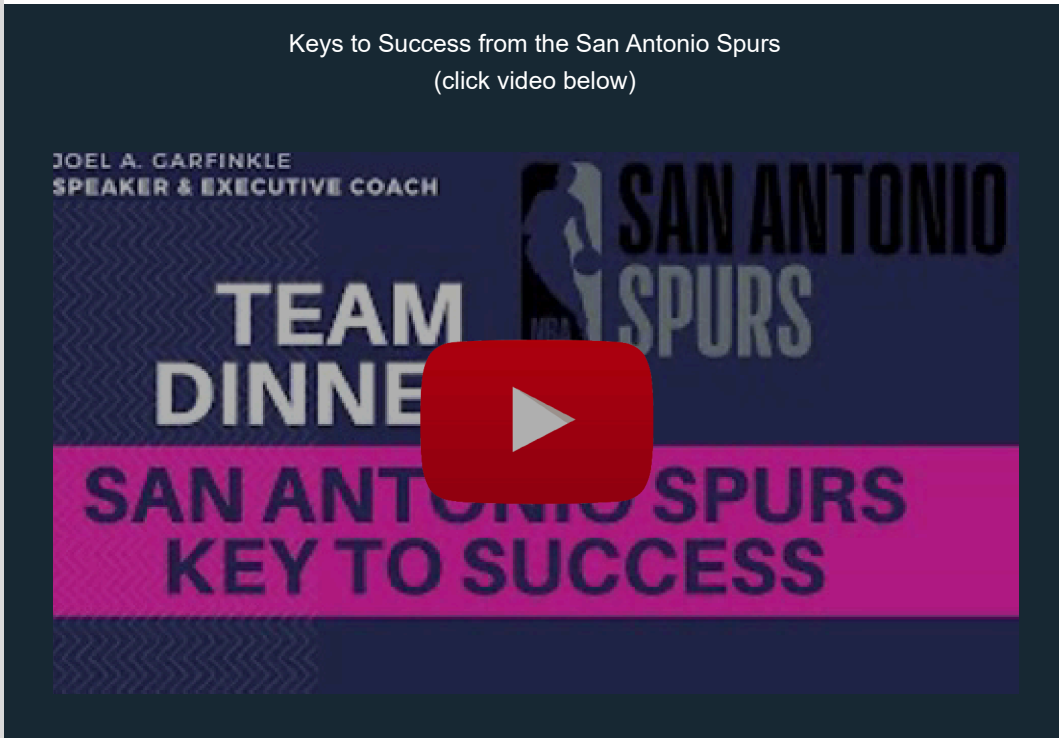 Keys to Success from the San Antonio Spurs
(click video below)
JOEL A. GARFINKLE
SPEAKER & EXECUTIVE COACH
SAN ANTONIO
SPURS
NBA
TEAM
DINNE
SAN ANTONIO SPURS
KEY TO SUCCESS